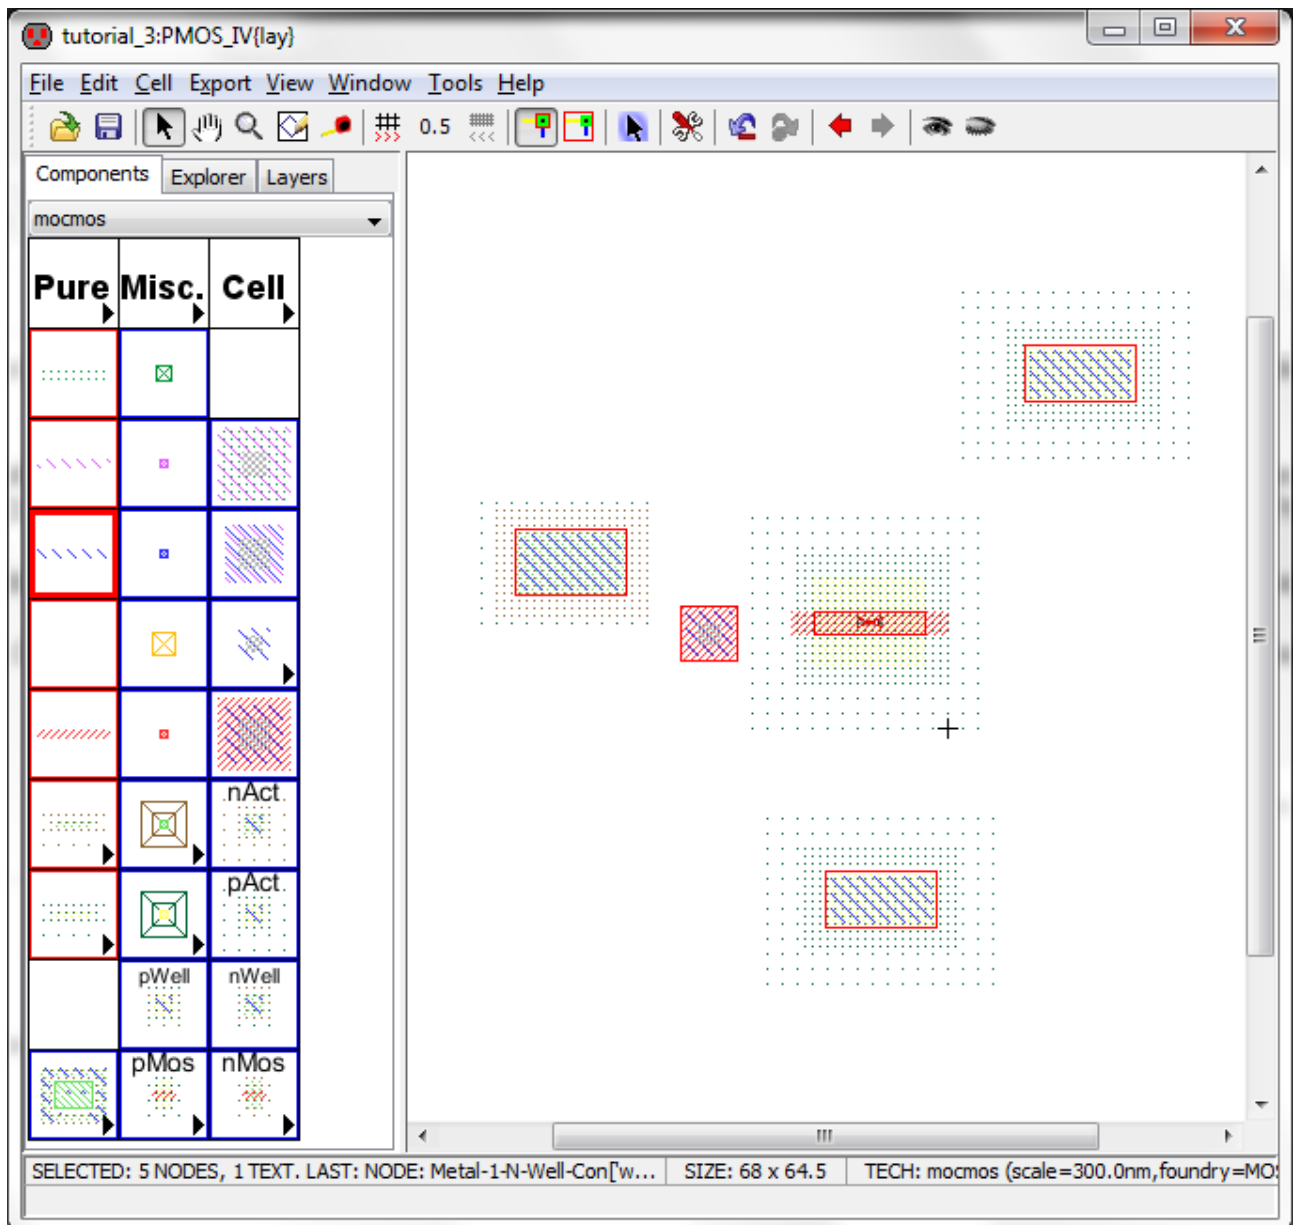 tutorial_3:PMOS_IV{lay}
File Edit Cell Export View Window Tools Help
0.5
Components Explorer Layers
mocmos
Pure Misc. Cell
nAct
pAct
pWell nWell
pMos nMos
SELECTED: 5 NODES, 1 TEXT. LAST: NODE: Metal-1-N-Well-Con['w... SIZE: 68 x 64.5 TECH: mocmos (scale=300.0nm,foundry=MOS